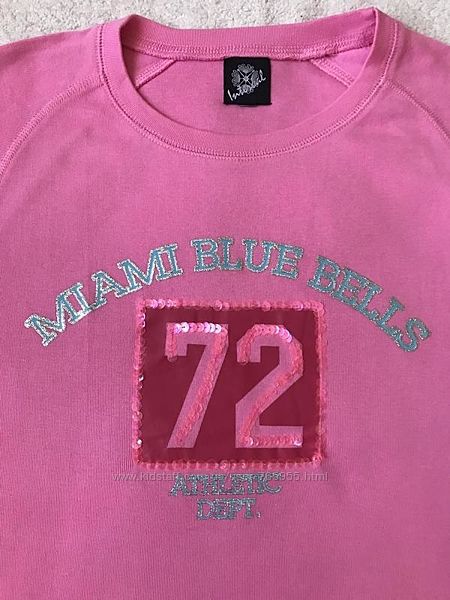 MIAMI BLUE BELLS
72
ATHLETIC
DEPT.